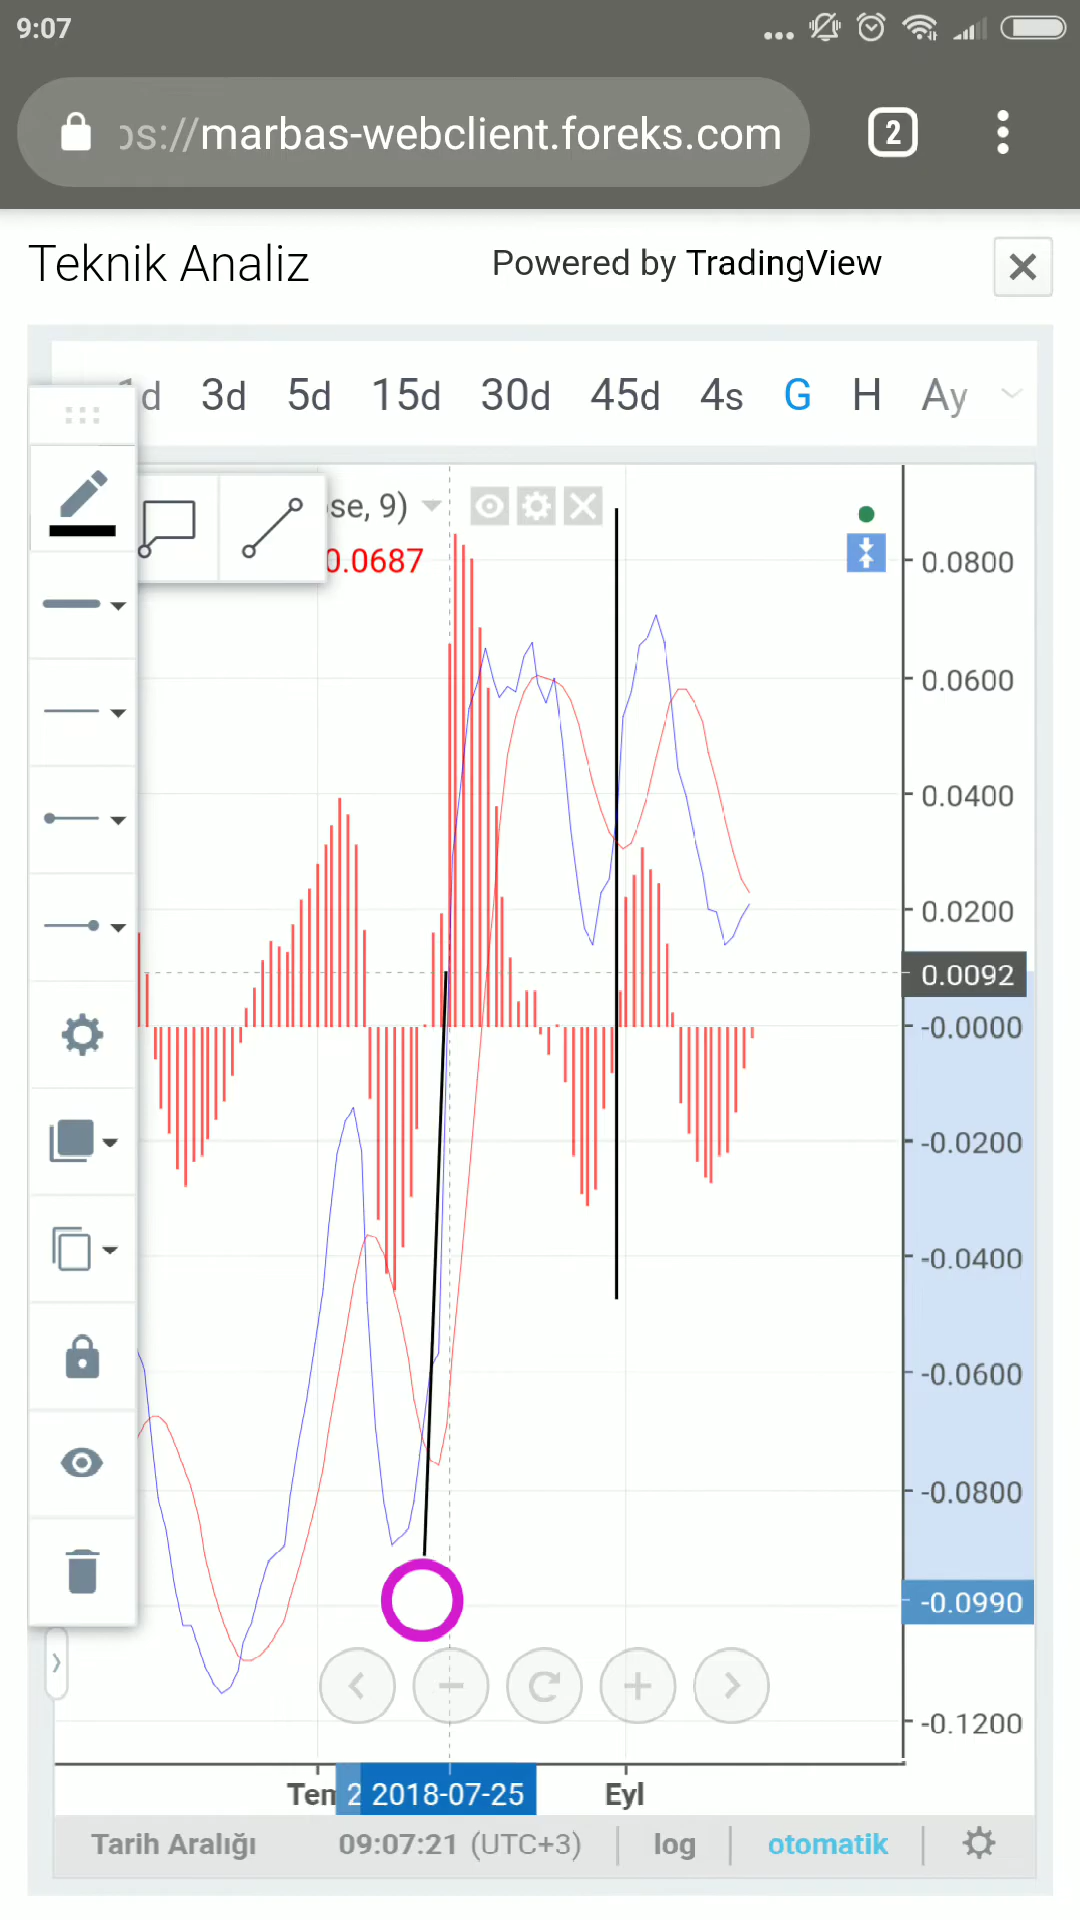 9:07
ps://marbas-webclient.foreks.com
2
Teknik Analiz
Powered by TradingView
1d 3d 5d 15d 30d 45d 4s G H Ay
se, 9)
0.0687
0.0800
0.0600
0.0400
0.0200
0.0092
-0.0000
-0.0200
-0.0400
-0.0600
-0.0800
-0.0990
-0.1200
Tem 2 2018-07-25 Eyl
Tarih Aralığı 09:07:21 (UTC+3) log otomatik